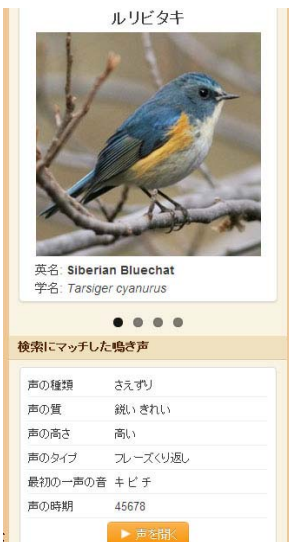 ルリビタキ
英名: Siberian Bluechat
学名: Tarsiger cyanurus
検索にマッチした鳴き声
声の種類 さえずり
声の質 鋭い きれい
声の高さ 高い
声のタイプ フレーズくり返し
最初の一声の音 キ ピ チ
声の時期 45678
▶ 声を聞く